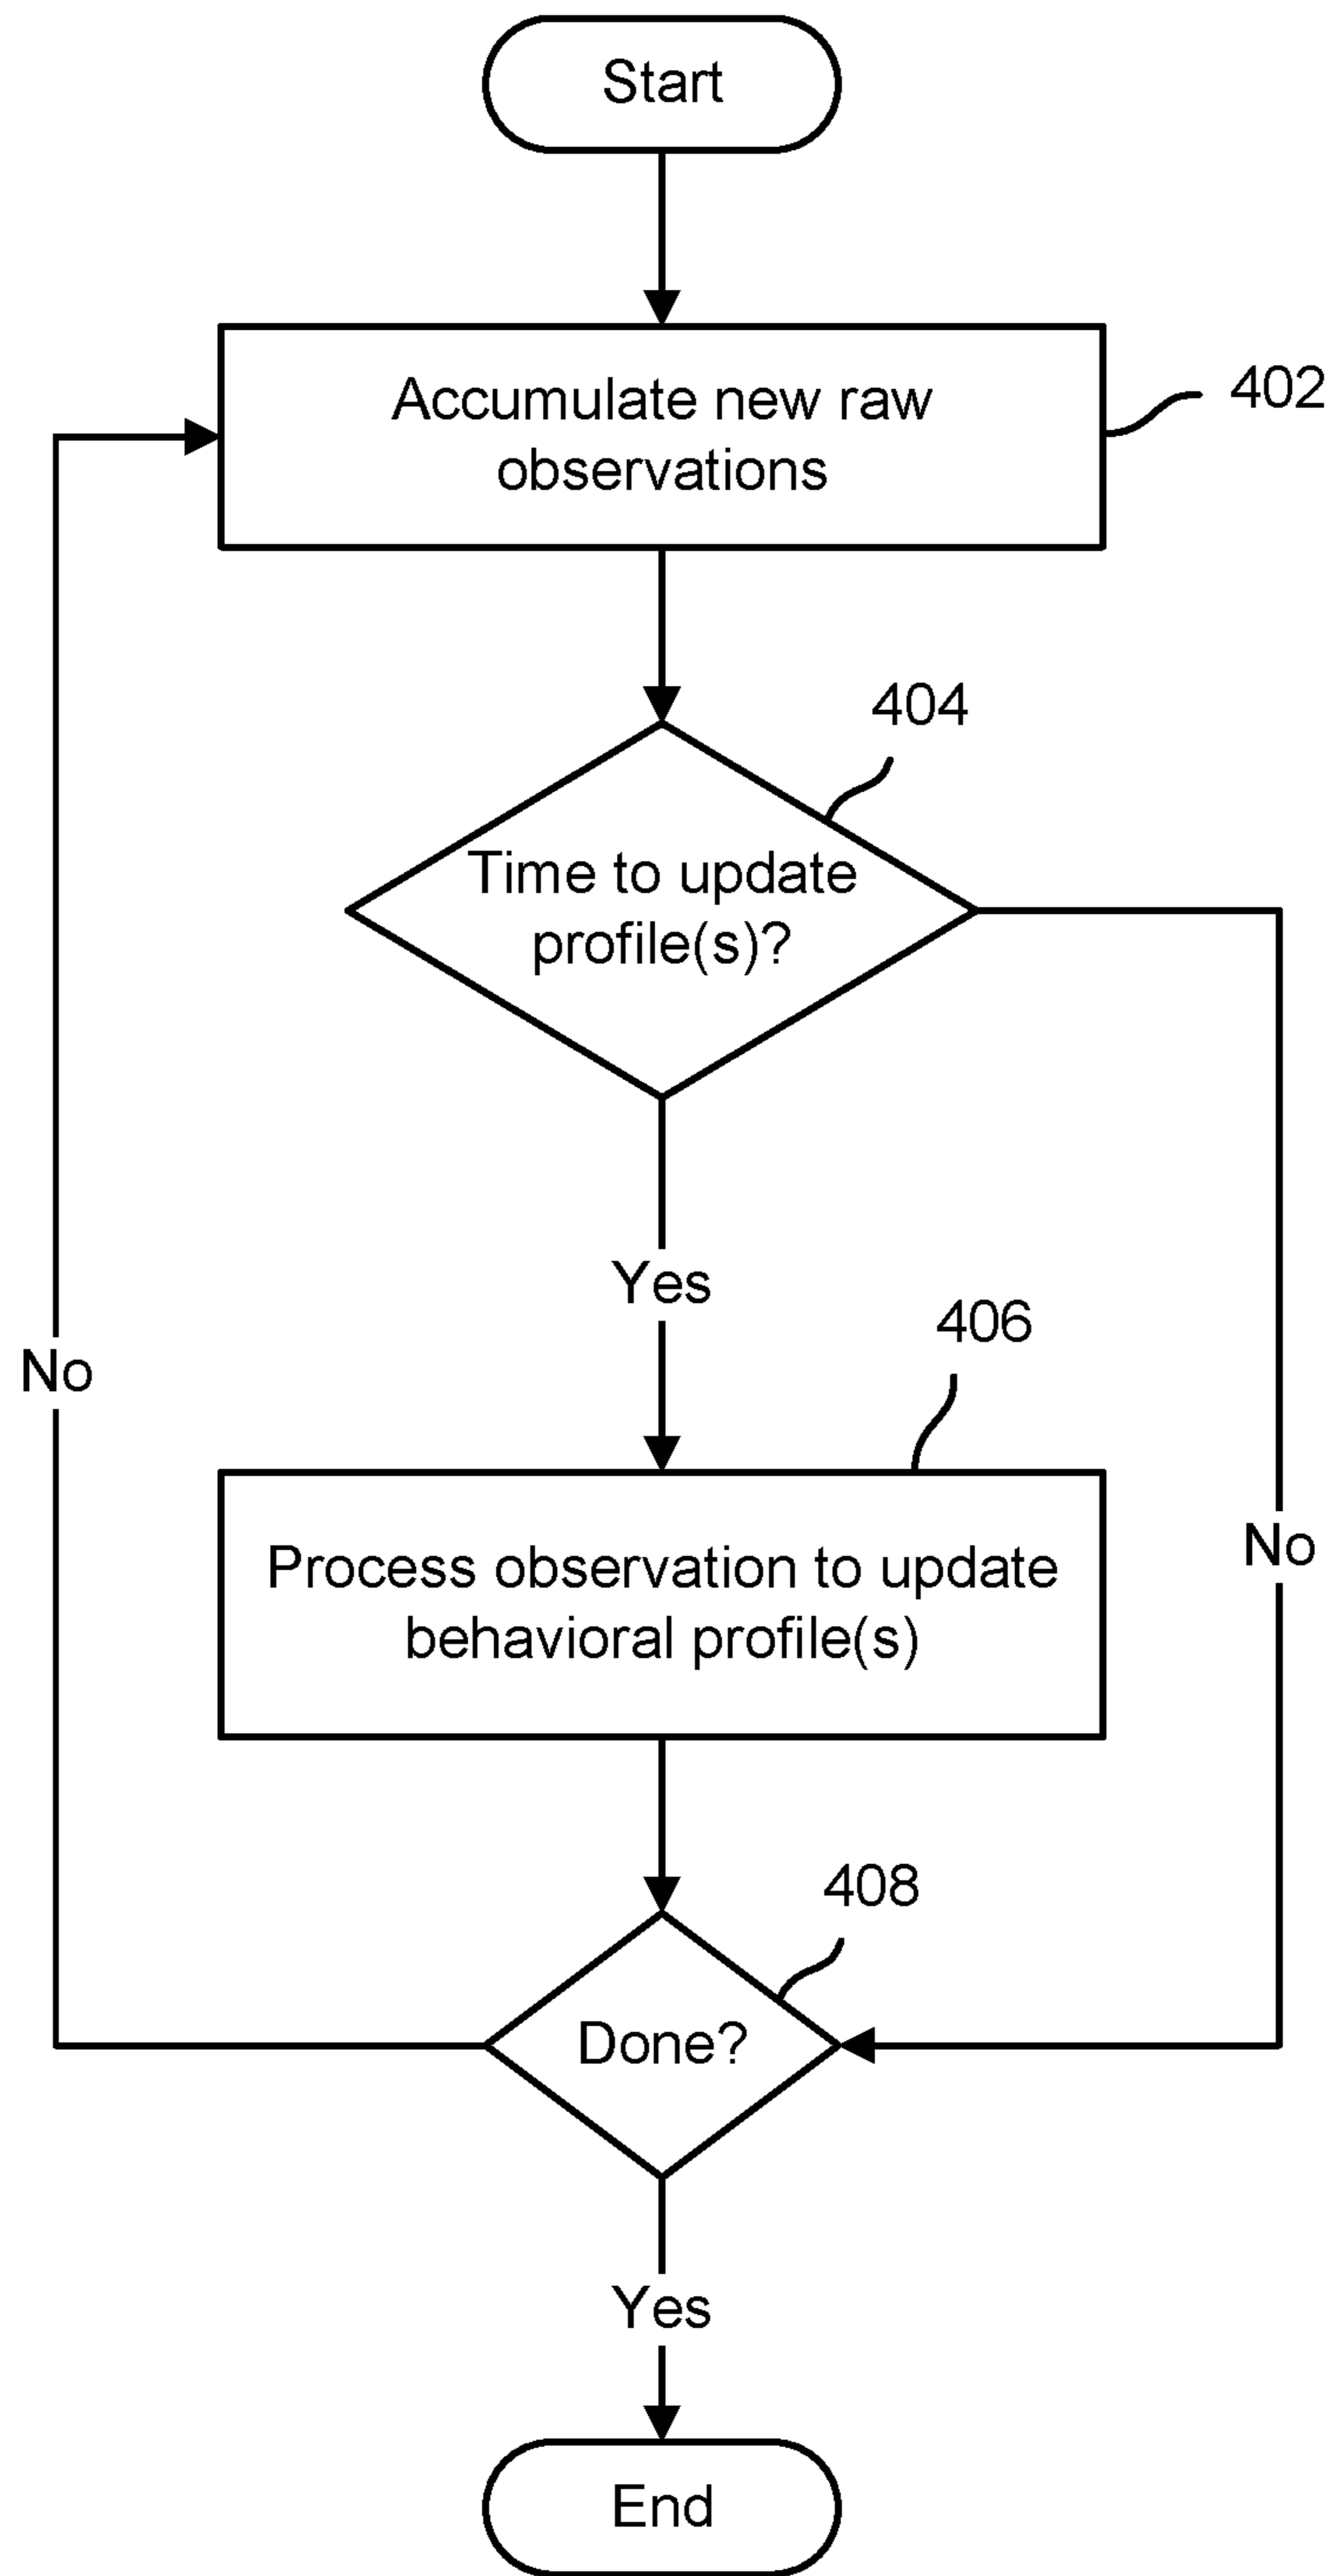 Start
Accumulate new raw
observations
402
404
Time to update
profile(s)?
Yes
406
No
Process observation to update
behavioral profile(s)
No
408
Done?
Yes
End